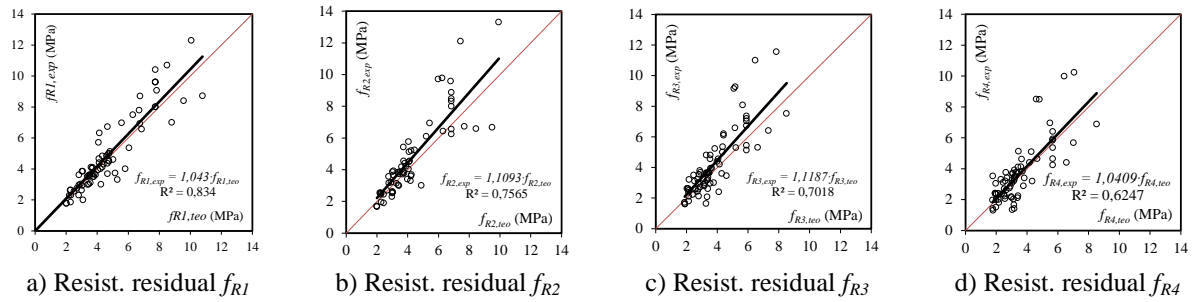 14
12
10
8
6
4
2
0
fR1,exp (MPa)
fR1,exp = 1,043·fR1,teo
R² = 0,834
fR1,teo (MPa)
0 2 4 6 8 10 12 14
a) Resist. residual fR1
14
12
10
8
6
4
2
0
fR2,exp (MPa)
fR2,exp = 1,1093·fR2,teo
R² = 0,7565
fR2,teo (MPa)
0 2 4 6 8 10 12 14
b) Resist. residual fR2
14
12
10
8
6
4
2
0
fR3,exp (MPa)
fR3,exp = 1,1187·fR3,teo
R² = 0,7018
fR3,teo (MPa)
0 2 4 6 8 10 12 14
c) Resist. residual fR3
14
12
10
8
6
4
2
0
fR4,exp (MPa)
fR4,exp = 1,0409·fR4,teo
R² = 0,6247
fR4,teo (MPa)
0 2 4 6 8 10 12 14
d) Resist. residual fR4